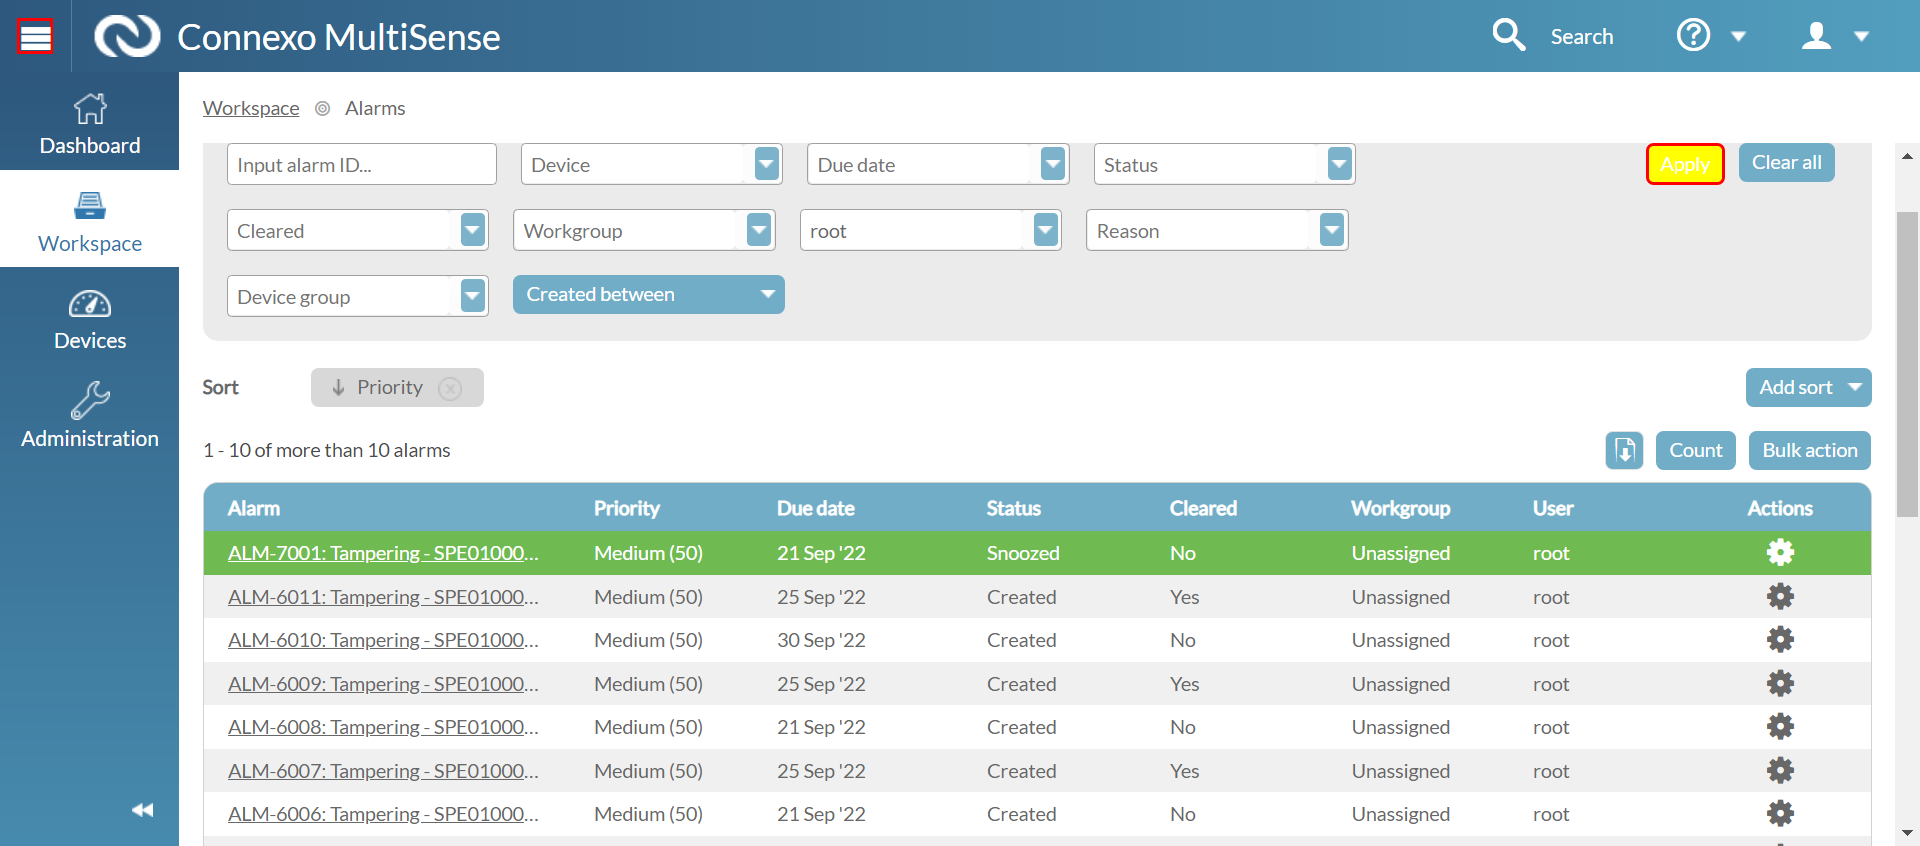 Connexo MultiSense
Search
Dashboard
Workspace
Devices
Administration
Workspace Alarms
Input alarm ID... Device Due date Status Apply Clear all
Cleared Workgroup root Reason
Device group Created between
Sort Priority Add sort
1 - 10 of more than 10 alarms Count Bulk action
Alarm Priority Due date Status Cleared Workgroup User Actions
ALM-7001: Tampering - SPE01000... Medium (50) 21 Sep '22 Snoozed No Unassigned root
ALM-6011: Tampering - SPE01000... Medium (50) 25 Sep '22 Created Yes Unassigned root
ALM-6010: Tampering - SPE01000... Medium (50) 30 Sep '22 Created No Unassigned root
ALM-6009: Tampering - SPE01000... Medium (50) 25 Sep '22 Created Yes Unassigned root
ALM-6008: Tampering - SPE01000... Medium (50) 21 Sep '22 Created No Unassigned root
ALM-6007: Tampering - SPE01000... Medium (50) 25 Sep '22 Created Yes Unassigned root
ALM-6006: Tampering - SPE01000... Medium (50) 21 Sep '22 Created No Unassigned root